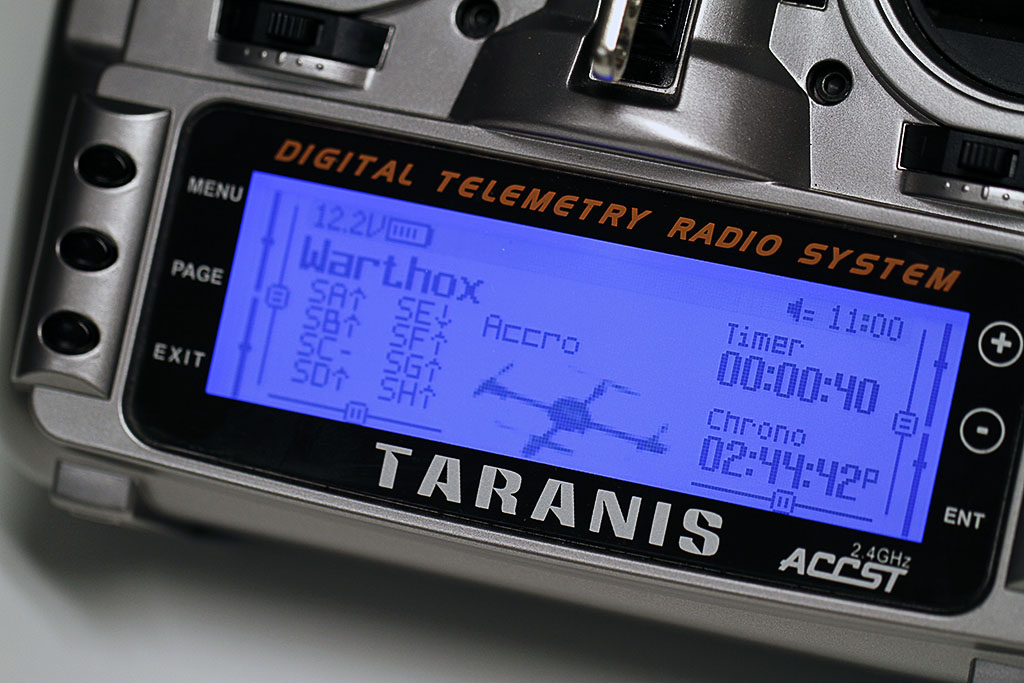 DIGITAL TELEMETRY RADIO SYSTEM
MENU
PAGE
EXIT
12.2V
Warthox
SA↑ SE↓
SB↑ SF↑
SC- SG↑
SD↑ SH↑
Accro
11:00
Timer
00:00:40
Chrono
02:44:42P
+
-
ENT
TARANIS
2.4GHz
ACCST